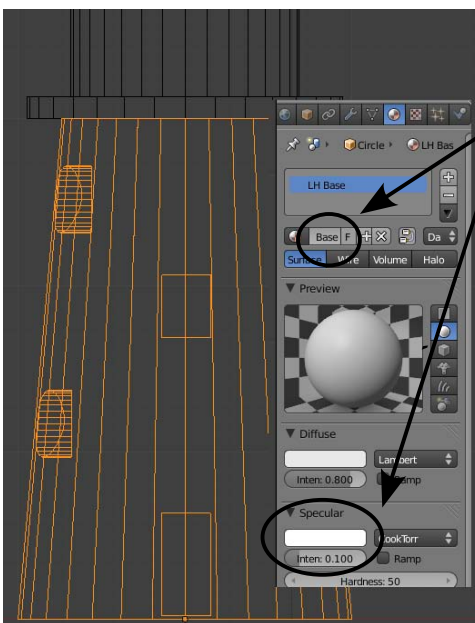 Circle LH Bas
LH Base
Base F Da
Surface Wire Volume Halo
Preview
Diffuse
Lambert
Inten: 0.800 Ramp
Specular
CookTorr
Inten: 0.100 Ramp
Hardness: 50